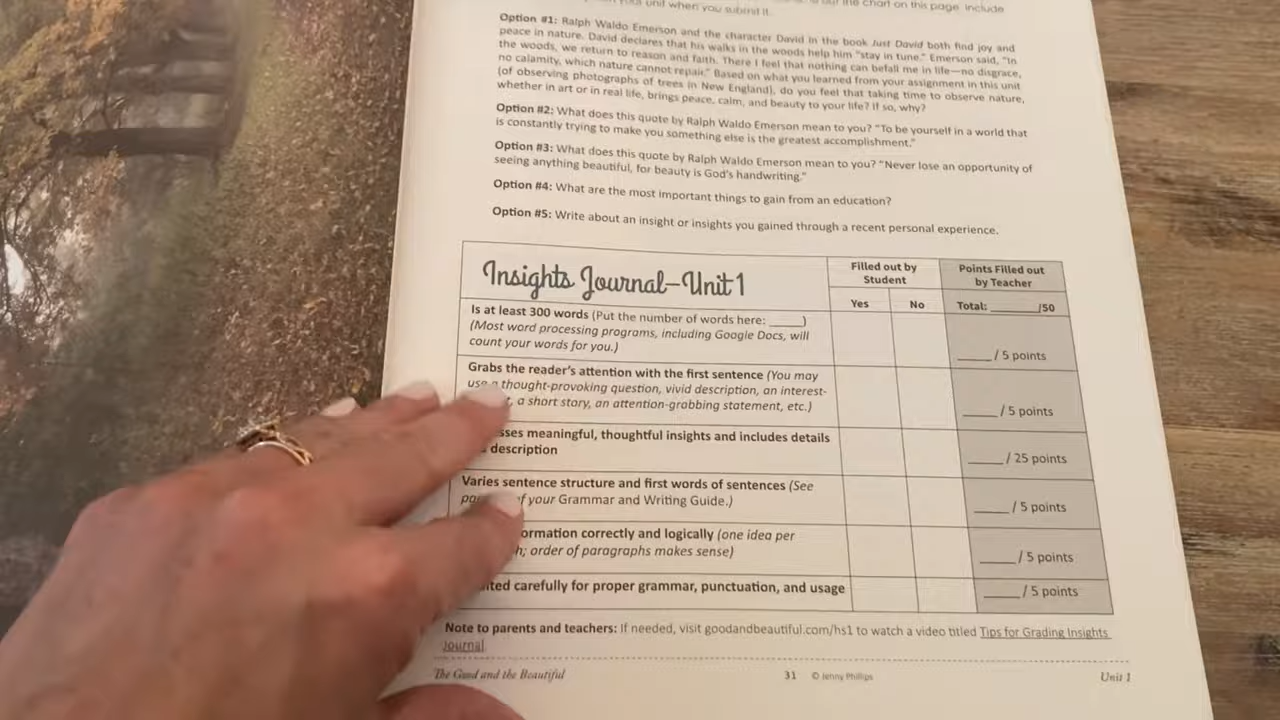 your unit when you submit it.
the chart on this page. Include
Option #1: Ralph Waldo Emerson and the character David in the book Just David both find joy and
peace in nature. David declares that his walks in the woods help him "stay in tune." Emerson said, "In
the woods, we return to reason and faith. There I feel that nothing can befall me in life—no disgrace,
no calamity, which nature cannot repair." Based on what you learned from your assignment in this unit
(of observing photographs of trees in New England), do you feel that taking time to observe nature,
whether in art or in real life, brings peace, calm, and beauty to your life? If so, why?
Option #2: What does this quote by Ralph Waldo Emerson mean to you? "To be yourself in a world that
is constantly trying to make you something else is the greatest accomplishment."
Option #3: What does this quote by Ralph Waldo Emerson mean to you? "Never lose an opportunity of
seeing anything beautiful, for beauty is God's handwriting."
Option #4: What are the most important things to gain from an education?
Option #5: Write about an insight or insights you gained through a recent personal experience.
Insights Journal—Unit 1
Filled out by
Student
Yes No
Points Filled out
by Teacher
Total: ______/50
Is at least 300 words (Put the number of words here: _____)
(Most word processing programs, including Google Docs, will
count your words for you.)
_____ / 5 points
Grabs the reader's attention with the first sentence (You may
use a thought-provoking question, vivid description, an interest-
a short story, an attention-grabbing statement, etc.)
_____ / 5 points
meaningful, thoughtful insights and includes details
description
_____ / 25 points
Varies sentence structure and first words of sentences (See
of your Grammar and Writing Guide.)
_____ / 5 points
correctly and logically (one idea per
order of paragraphs makes sense)
_____ / 5 points
carefully for proper grammar, punctuation, and usage
_____ / 5 points
Note to parents and teachers: If needed, visit goodandbeautiful.com/hs1 to watch a video titled Tips for Grading Insights
Journal.
The Good and the Beautiful 31 © Jenny Phillips Unit 1